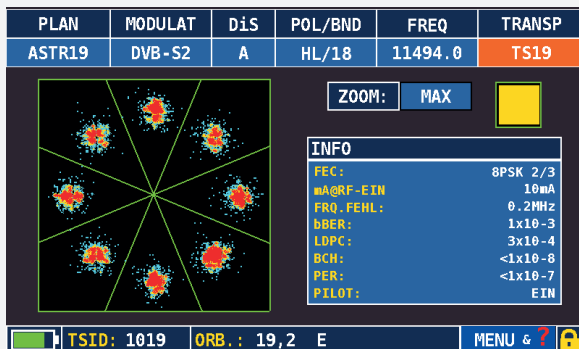 PLAN MODULAT DiS POL/BND FREQ TRANSP
ASTR19 DVB-S2 A HL/18 11494.0 TS19
ZOOM: MAX
INFO
FEC: 8PSK 2/3
mA@RF-EIN 10mA
FRQ.FEHL: 0.2MHz
bBER: 1x10-3
LDPC: 3x10-4
BCH: <1x10-8
PER: <1x10-7
PILOT: EIN
TSID: 1019 ORB.: 19,2 E MENU & ?